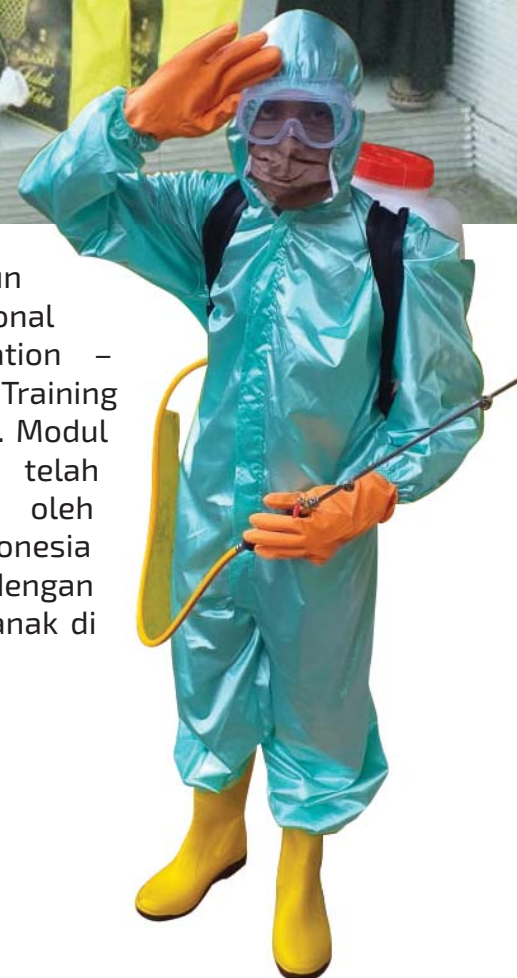 un
onal
ation –
Training
. Modul
telah
oleh
onesia
dengan
anak di